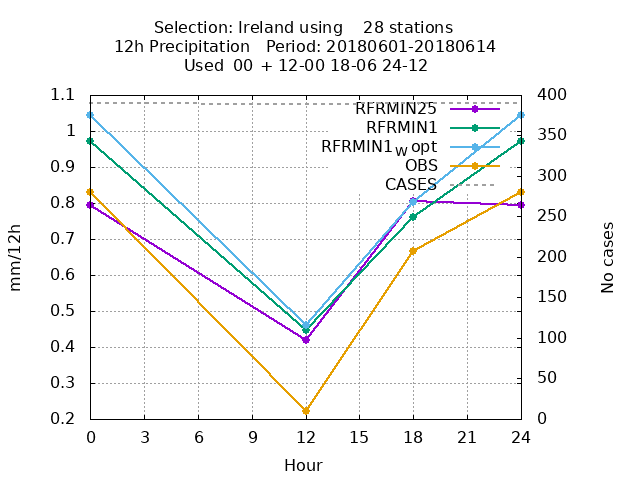 Selection: Ireland using    28 stations
12h Precipitation   Period: 20180601-20180614
Used  00 + 12-00 18-06 24-12
1.1
1
0.9
0.8
0.7
0.6
0.5
0.4
0.3
0.2
mm/12h
RFRMIN25
RFRMIN1
RFRMIN1w opt
OBS
CASES
400
350
300
250
200
150
100
50
0
No cases
0 3 6 9 12 15 18 21 24
Hour